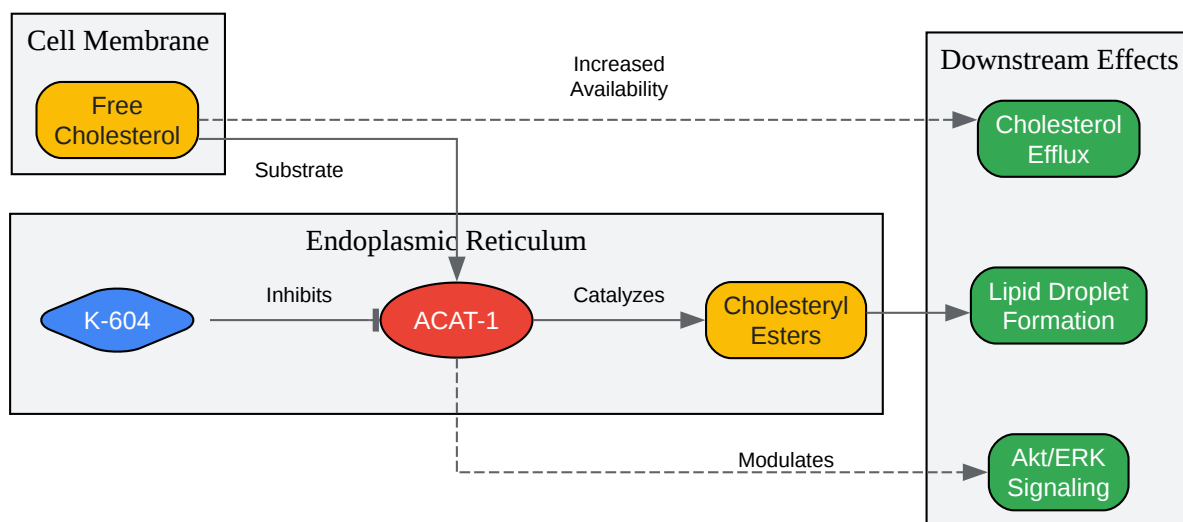 Cell Membrane
Free
Cholesterol
Increased
Availability
Substrate
Downstream Effects
Cholesterol
Efflux
Endoplasmic Reticulum
K-604
Inhibits
ACAT-1
Catalyzes
Cholesteryl
Esters
Lipid Droplet
Formation
Modulates
Akt/ERK
Signaling